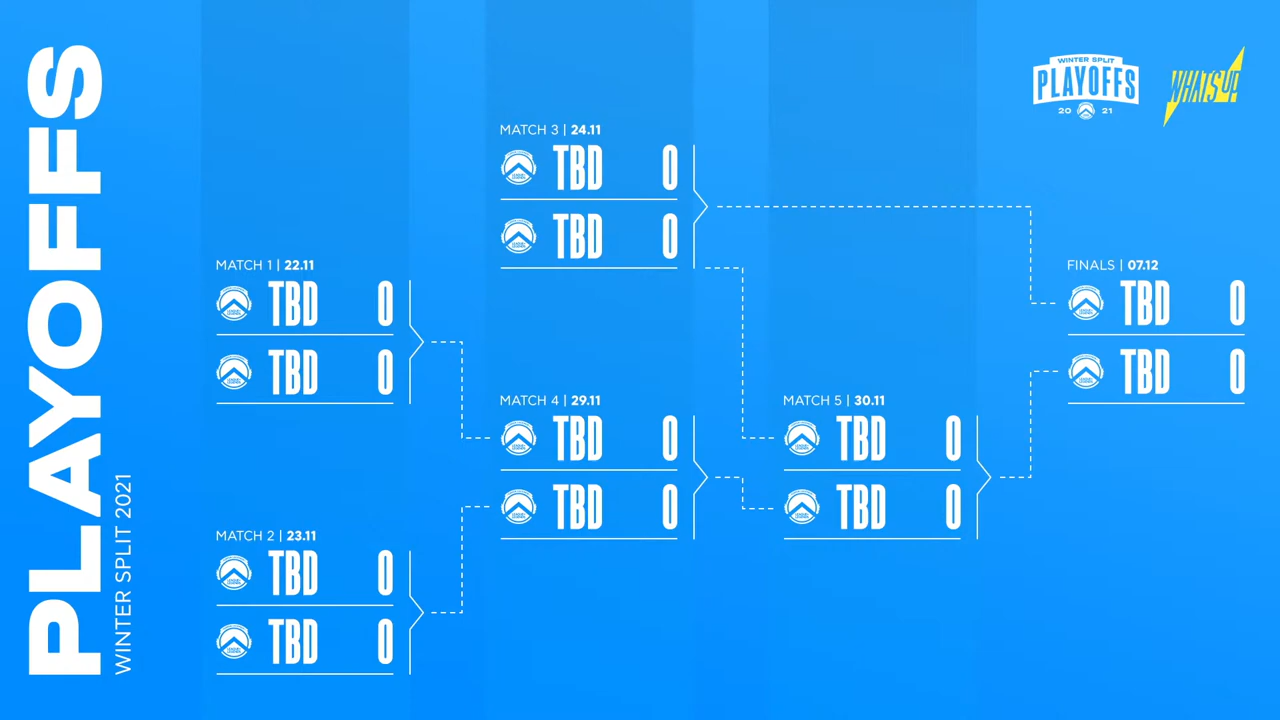 PLAYOFFS
WINTER SPLIT 2021
WINTER SPLIT
PLAYOFFS
20 21
WHATS UP
MATCH 1 | 22.11
TBD 0
TBD 0
MATCH 2 | 23.11
TBD 0
TBD 0
MATCH 3 | 24.11
TBD 0
TBD 0
MATCH 4 | 29.11
TBD 0
TBD 0
MATCH 5 | 30.11
TBD 0
TBD 0
FINALS | 07.12
TBD 0
TBD 0